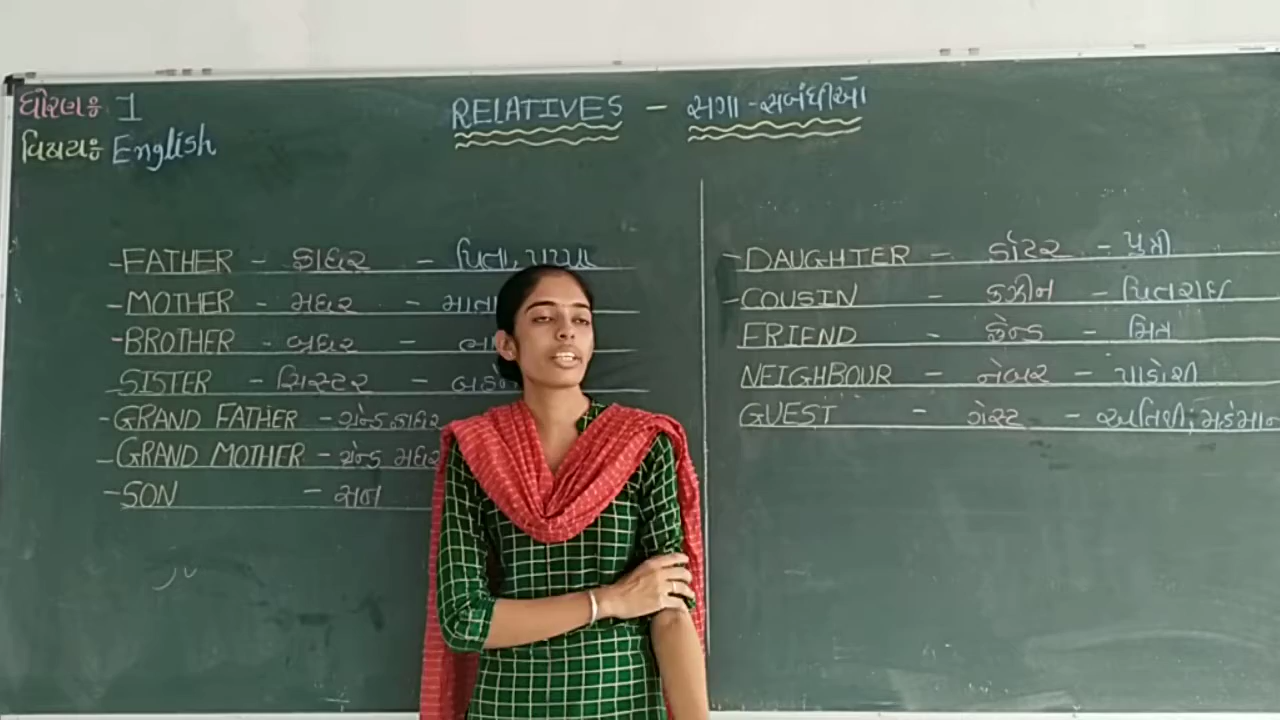 ધોરણઃ 1
વિષયઃ English
RELATIVES - સગા-સબંધીઓ
-FATHER - ફાધર - પિતા, પપ્પા
-MOTHER - મધર - માતા
-BROTHER - બ્રધર -
-SISTER - સિસ્ટર -
-GRAND FATHER - ગ્રેન્ડ ફાધર
-GRAND MOTHER - ગ્રેન્ડ મધર
-SON - સન
-DAUGHTER - ડૉટર - પુત્રી
-COUSIN - કઝીન - પિતરાઇ
FRIEND - ફ્રેન્ડ - મિત્ર
NEIGHBOUR - નેબર - પાડોશી
GUEST - ગેસ્ટ - અતિથી, મહેમાન